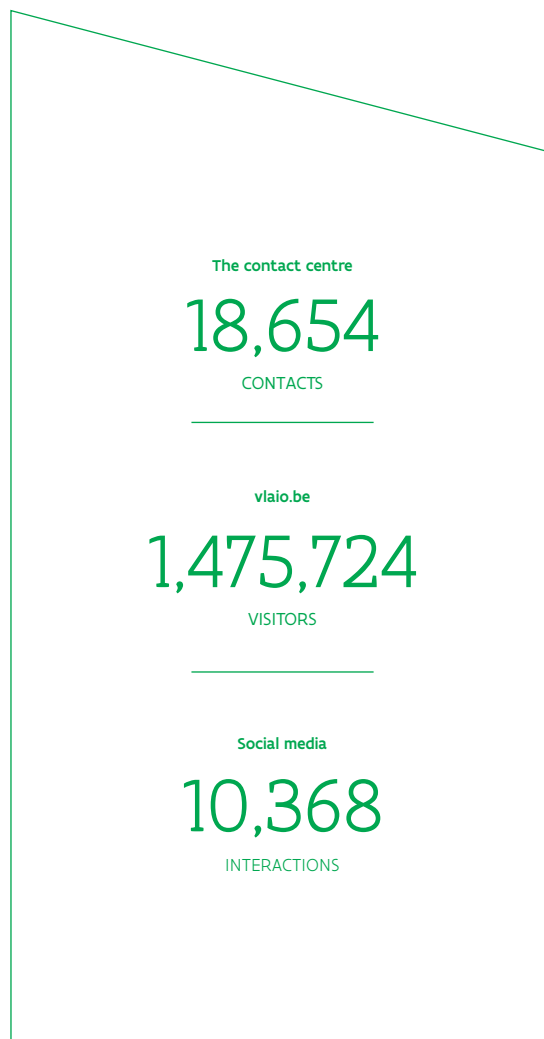 The contact centre
18,654
CONTACTS
vlaio.be
1,475,724
VISITORS
Social media
10,368
INTERACTIONS